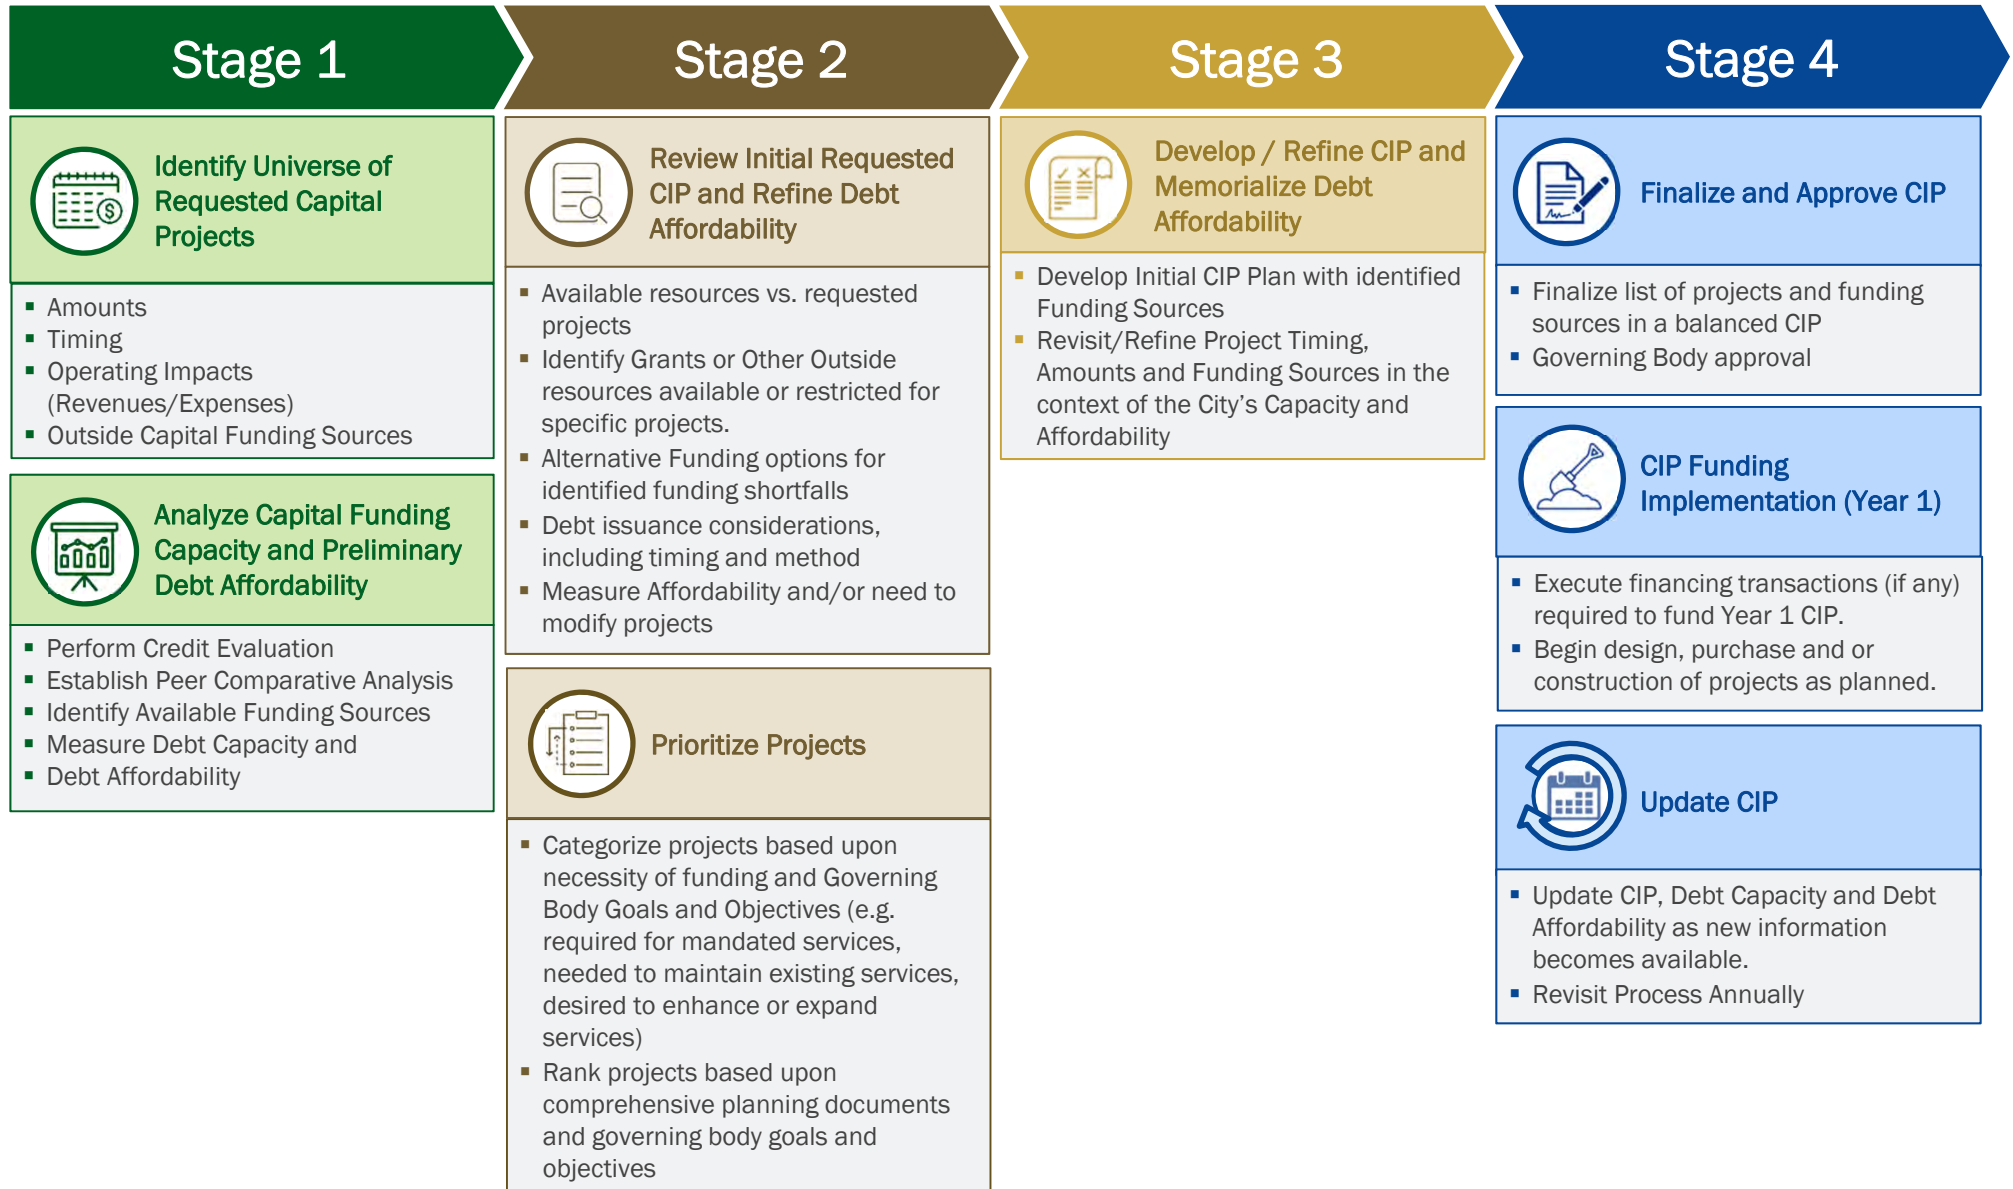 Stage 1
Stage 2
Stage 3
Stage 4
Identify Universe of
Requested Capital
Projects
▪ Amounts
▪ Timing
▪ Operating Impacts
(Revenues/Expenses)
▪ Outside Capital Funding Sources
Analyze Capital Funding
Capacity and Preliminary
Debt Affordability
▪ Perform Credit Evaluation
▪ Establish Peer Comparative Analysis
▪ Identify Available Funding Sources
▪ Measure Debt Capacity and
▪ Debt Affordability
Review Initial Requested
CIP and Refine Debt
Affordability
▪ Available resources vs. requested
projects
▪ Identify Grants or Other Outside
resources available or restricted for
specific projects.
▪ Alternative Funding options for
identified funding shortfalls
▪ Debt issuance considerations,
including timing and method
▪ Measure Affordability and/or need to
modify projects
Prioritize Projects
▪ Categorize projects based upon
necessity of funding and Governing
Body Goals and Objectives (e.g.
required for mandated services,
needed to maintain existing services,
desired to enhance or expand
services)
▪ Rank projects based upon
comprehensive planning documents
and governing body goals and
objectives
Develop / Refine CIP and
Memorialize Debt
Affordability
▪ Develop Initial CIP Plan with identified
Funding Sources
▪ Revisit/Refine Project Timing,
Amounts and Funding Sources in the
context of the City’s Capacity and
Affordability
Finalize and Approve CIP
▪ Finalize list of projects and funding
sources in a balanced CIP
▪ Governing Body approval
CIP Funding
Implementation (Year 1)
▪ Execute financing transactions (if any)
required to fund Year 1 CIP.
▪ Begin design, purchase and or
construction of projects as planned.
Update CIP
▪ Update CIP, Debt Capacity and Debt
Affordability as new information
becomes available.
▪ Revisit Process Annually